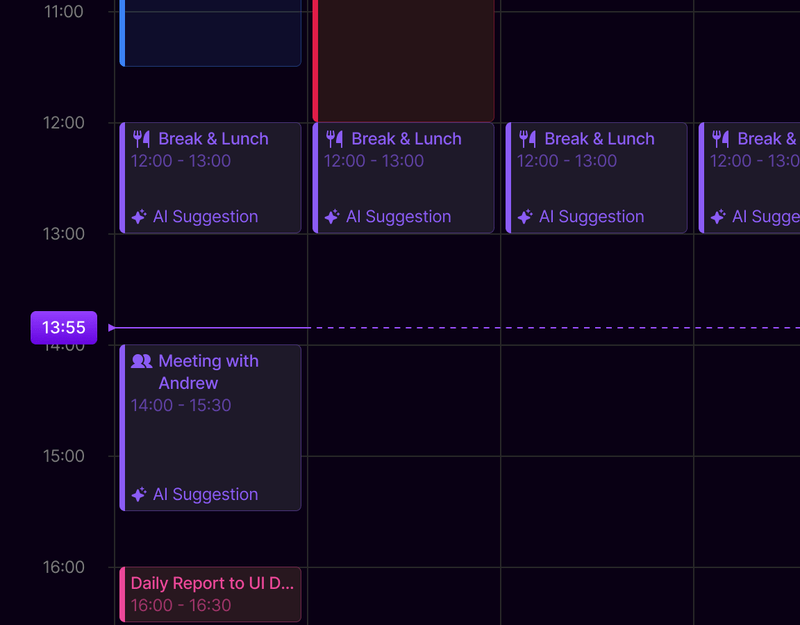 11:00
12:00
Break & Lunch
12:00 - 13:00
AI Suggestion
Break & Lunch
12:00 - 13:00
AI Suggestion
Break & Lunch
12:00 - 13:00
AI Suggestion
Break &
12:00 - 13:0
AI Sugge
13:00
13:55
14:00
Meeting with
Andrew
14:00 - 15:30
AI Suggestion
15:00
16:00
Daily Report to UI D...
16:00 - 16:30